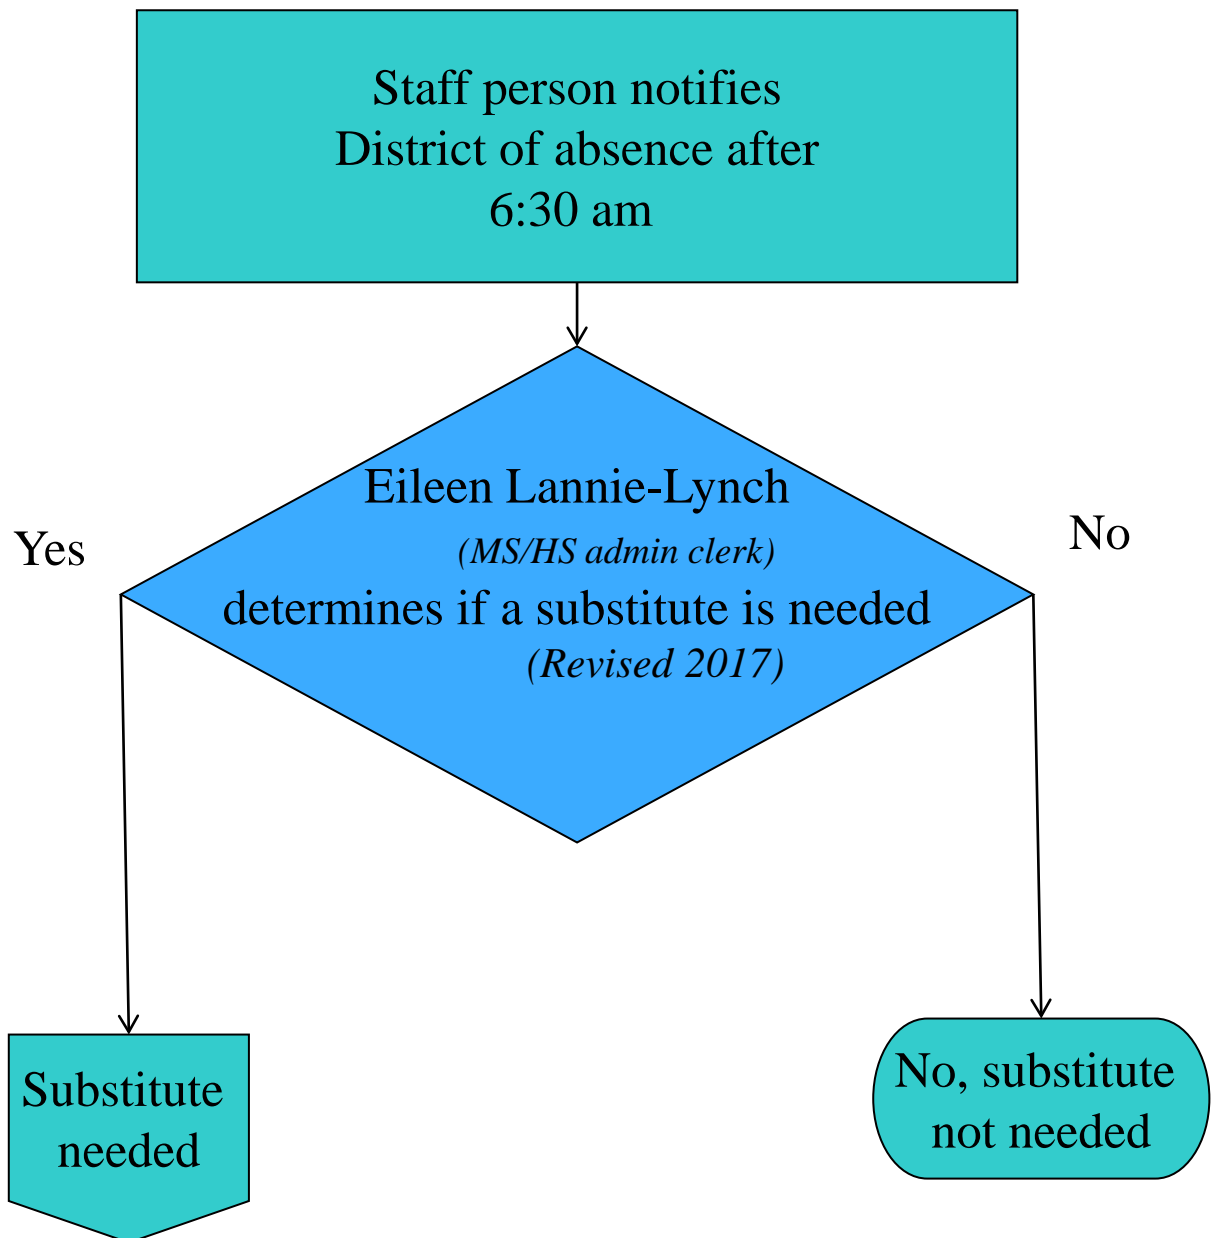 Staff person notifies
District of absence after
6:30 am
Eileen Lannie-Lynch
(MS/HS admin clerk)
determines if a substitute is needed
(Revised 2017)
Yes
No
Substitute
needed
No, substitute
not needed